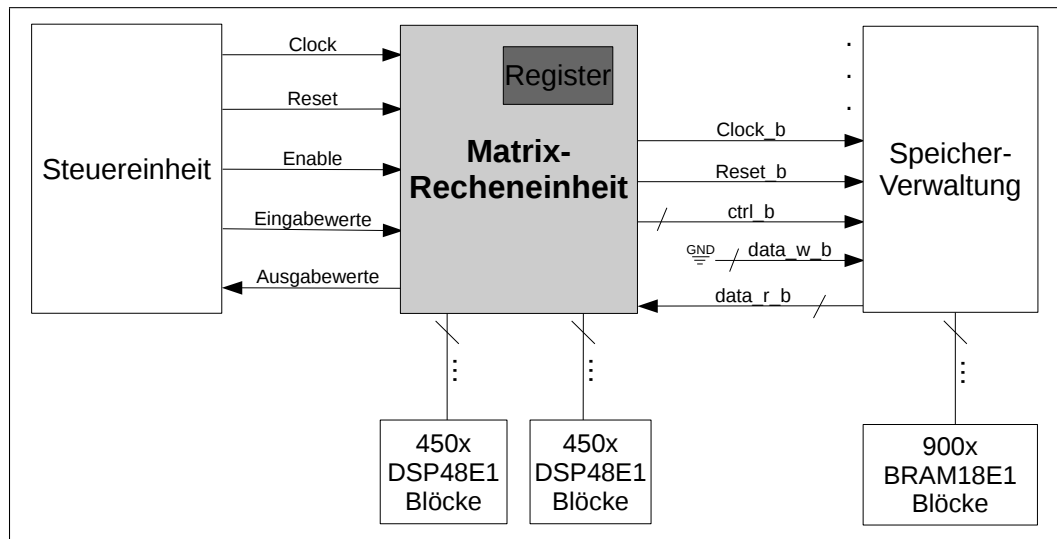 Steuereinheit
Clock
Reset
Enable
Eingabewerte
Ausgabewerte
Register
Matrix-
Recheneinheit
Clock_b
Reset_b
ctrl_b
GND
data_w_b
data_r_b
Speicher-
Verwaltung
450x
DSP48E1
Blöcke
450x
DSP48E1
Blöcke
900x
BRAM18E1
Blöcke